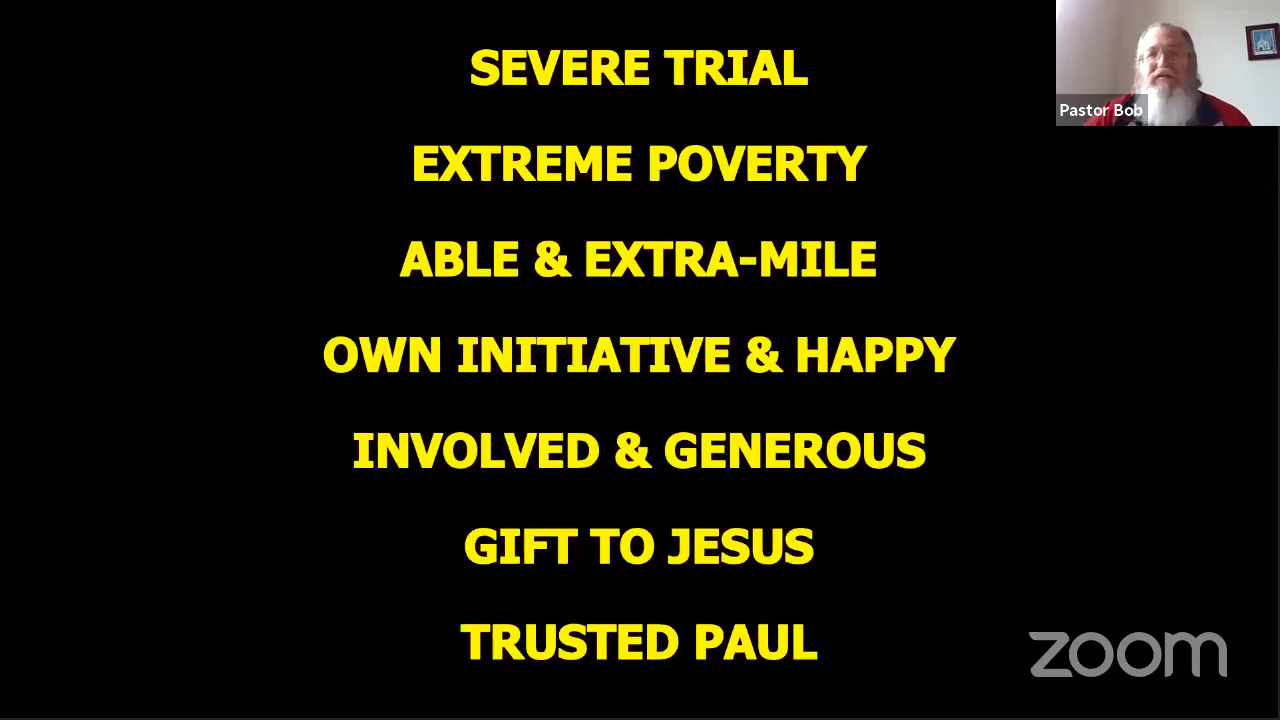 SEVERE TRIAL
Pastor Bob
EXTREME POVERTY
ABLE & EXTRA-MILE
OWN INITIATIVE & HAPPY
INVOLVED & GENEROUS
GIFT TO JESUS
TRUSTED PAUL
zoom